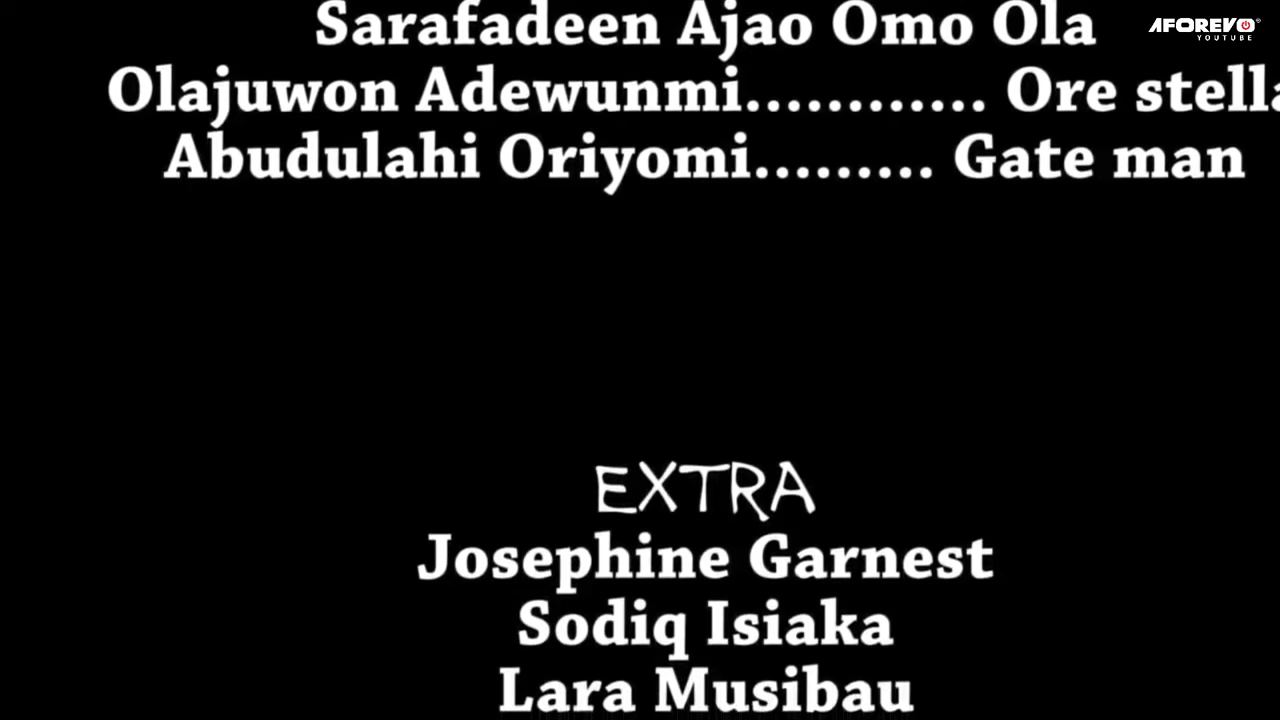 AFOREVO
YOUTUBE
Sarafadeen Ajao Omo Ola
Olajuwon Adewunmi............ Ore stella
Abudulahi Oriyomi......... Gate man
EXTRA
Josephine Garnest
Sodiq Isiaka
Lara Musibau